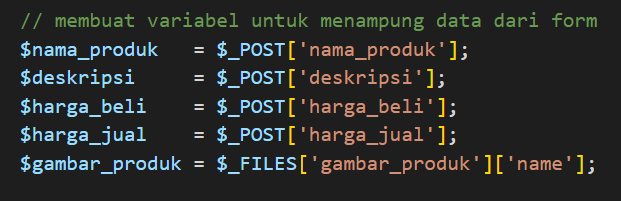 // membuat variabel untuk menampung data dari form
$nama_produk   = $_POST['nama_produk'];
$deskripsi     = $_POST['deskripsi'];
$harga_beli    = $_POST['harga_beli'];
$harga_jual    = $_POST['harga_jual'];
$gambar_produk = $_FILES['gambar_produk']['name'];